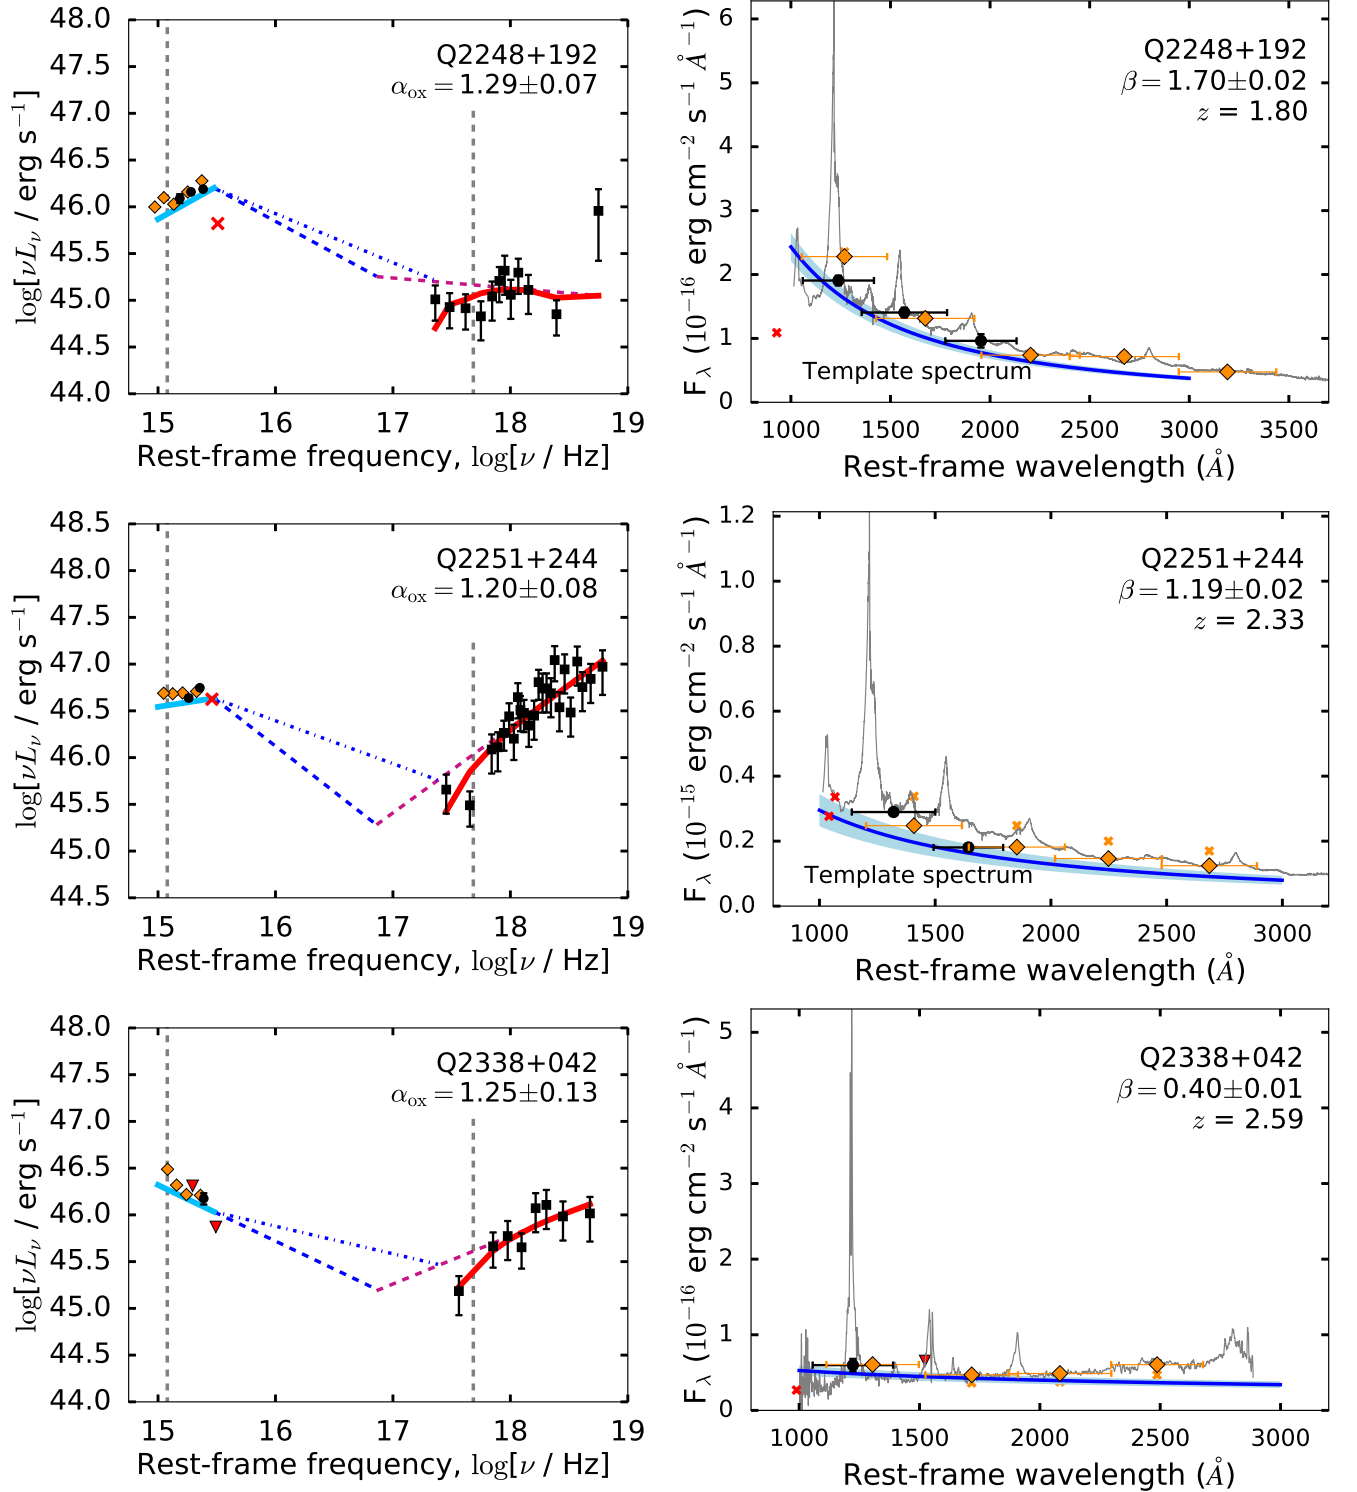 48.0
47.5
47.0
46.5
46.0
45.5
45.0
44.5
44.0
log[νLν / erg s−1]
Q2248+192
αox = 1.29±0.07
15 16 17 18 19
Rest-frame frequency, log[ν / Hz]
6
5
4
3
2
1
0
Fλ (10−16 erg cm−2 s−1 Å−1)
Q2248+192
β = 1.70±0.02
z = 1.80
Template spectrum
1000 1500 2000 2500 3000 3500
Rest-frame wavelength (Å)
48.5
48.0
47.5
47.0
46.5
46.0
45.5
45.0
44.5
log[νLν / erg s−1]
Q2251+244
αox = 1.20±0.08
15 16 17 18 19
Rest-frame frequency, log[ν / Hz]
1.2
1.0
0.8
0.6
0.4
0.2
0.0
Fλ (10−15 erg cm−2 s−1 Å−1)
Q2251+244
β = 1.19±0.02
z = 2.33
Template spectrum
1000 1500 2000 2500 3000
Rest-frame wavelength (Å)
48.0
47.5
47.0
46.5
46.0
45.5
45.0
44.5
44.0
log[νLν / erg s−1]
Q2338+042
αox = 1.25±0.13
15 16 17 18 19
Rest-frame frequency, log[ν / Hz]
5
4
3
2
1
0
Fλ (10−16 erg cm−2 s−1 Å−1)
Q2338+042
β = 0.40±0.01
z = 2.59
1000 1500 2000 2500 3000
Rest-frame wavelength (Å)